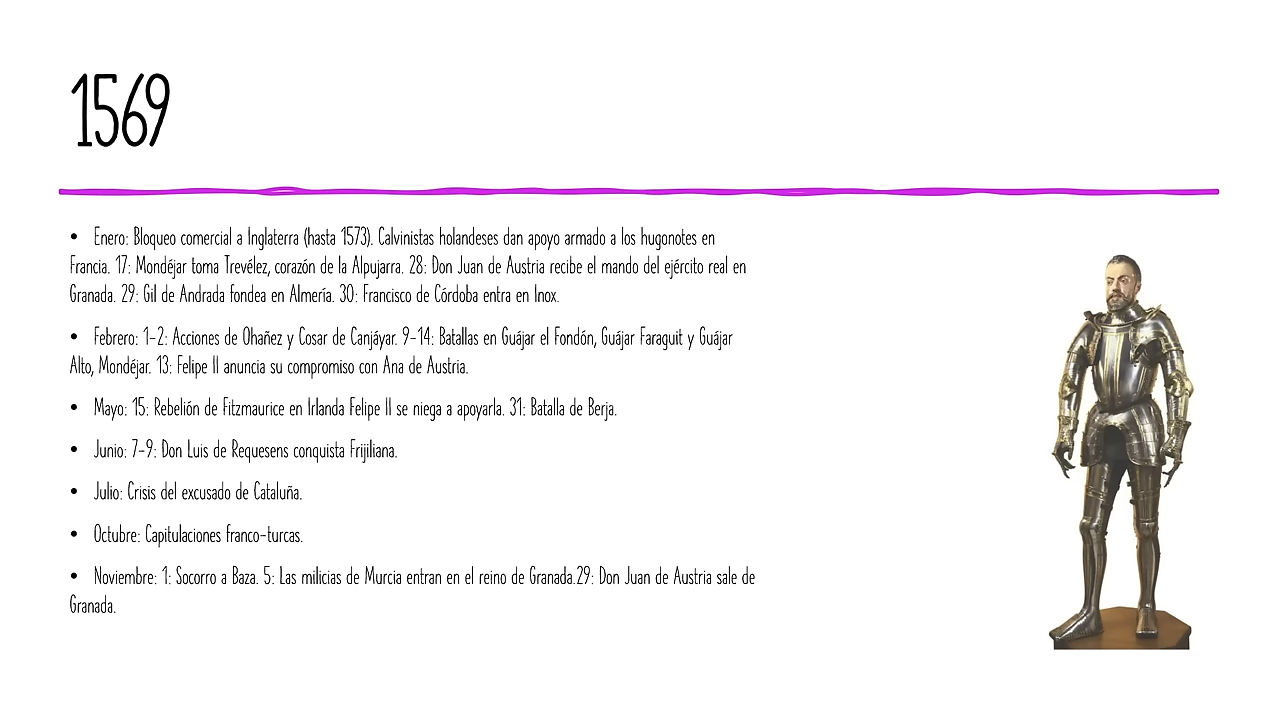 1569
• Enero: Bloqueo comercial a Inglaterra (hasta 1573). Calvinistas holandeses dan apoyo armado a los hugonotes en
Francia. 17: Mondéjar toma Trevélez, corazón de la Alpujarra. 28: Don Juan de Austria recibe el mando del ejército real en
Granada. 29: Gil de Andrada fondea en Almería. 30: Francisco de Córdoba entra en Inox.
• Febrero: 1-2: Acciones de Ohañez y Cosar de Canjáyar. 9-14: Batallas en Guájar el Fondón, Guájar Faraguit y Guájar
Alto, Mondéjar. 13: Felipe II anuncia su compromiso con Ana de Austria.
• Mayo: 15: Rebelión de Fitzmaurice en Irlanda Felipe II se niega a apoyarla. 31: Batalla de Berja.
• Junio: 7-9: Don Luis de Requesens conquista Frijiliana.
• Julio: Crisis del excusado de Cataluña.
• Octubre: Capitulaciones franco-turcas.
• Noviembre: 1: Socorro a Baza. 5: Las milicias de Murcia entran en el reino de Granada.29: Don Juan de Austria sale de
Granada.